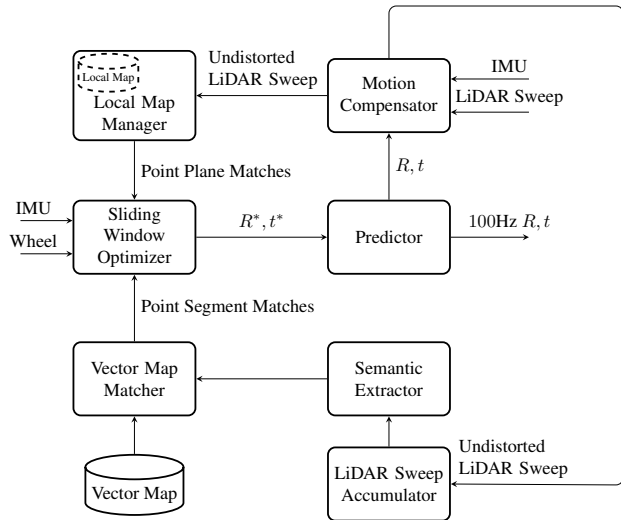 Undistorted
LiDAR Sweep
Local Map
Local Map
Manager
Motion
Compensator
IMU
LiDAR Sweep
Point Plane Matches
R, t
IMU
Wheel
Sliding
Window
Optimizer
R*, t*
Predictor
100Hz R, t
Point Segment Matches
Vector Map
Matcher
Semantic
Extractor
Vector Map
LiDAR Sweep
Accumulator
Undistorted
LiDAR Sweep